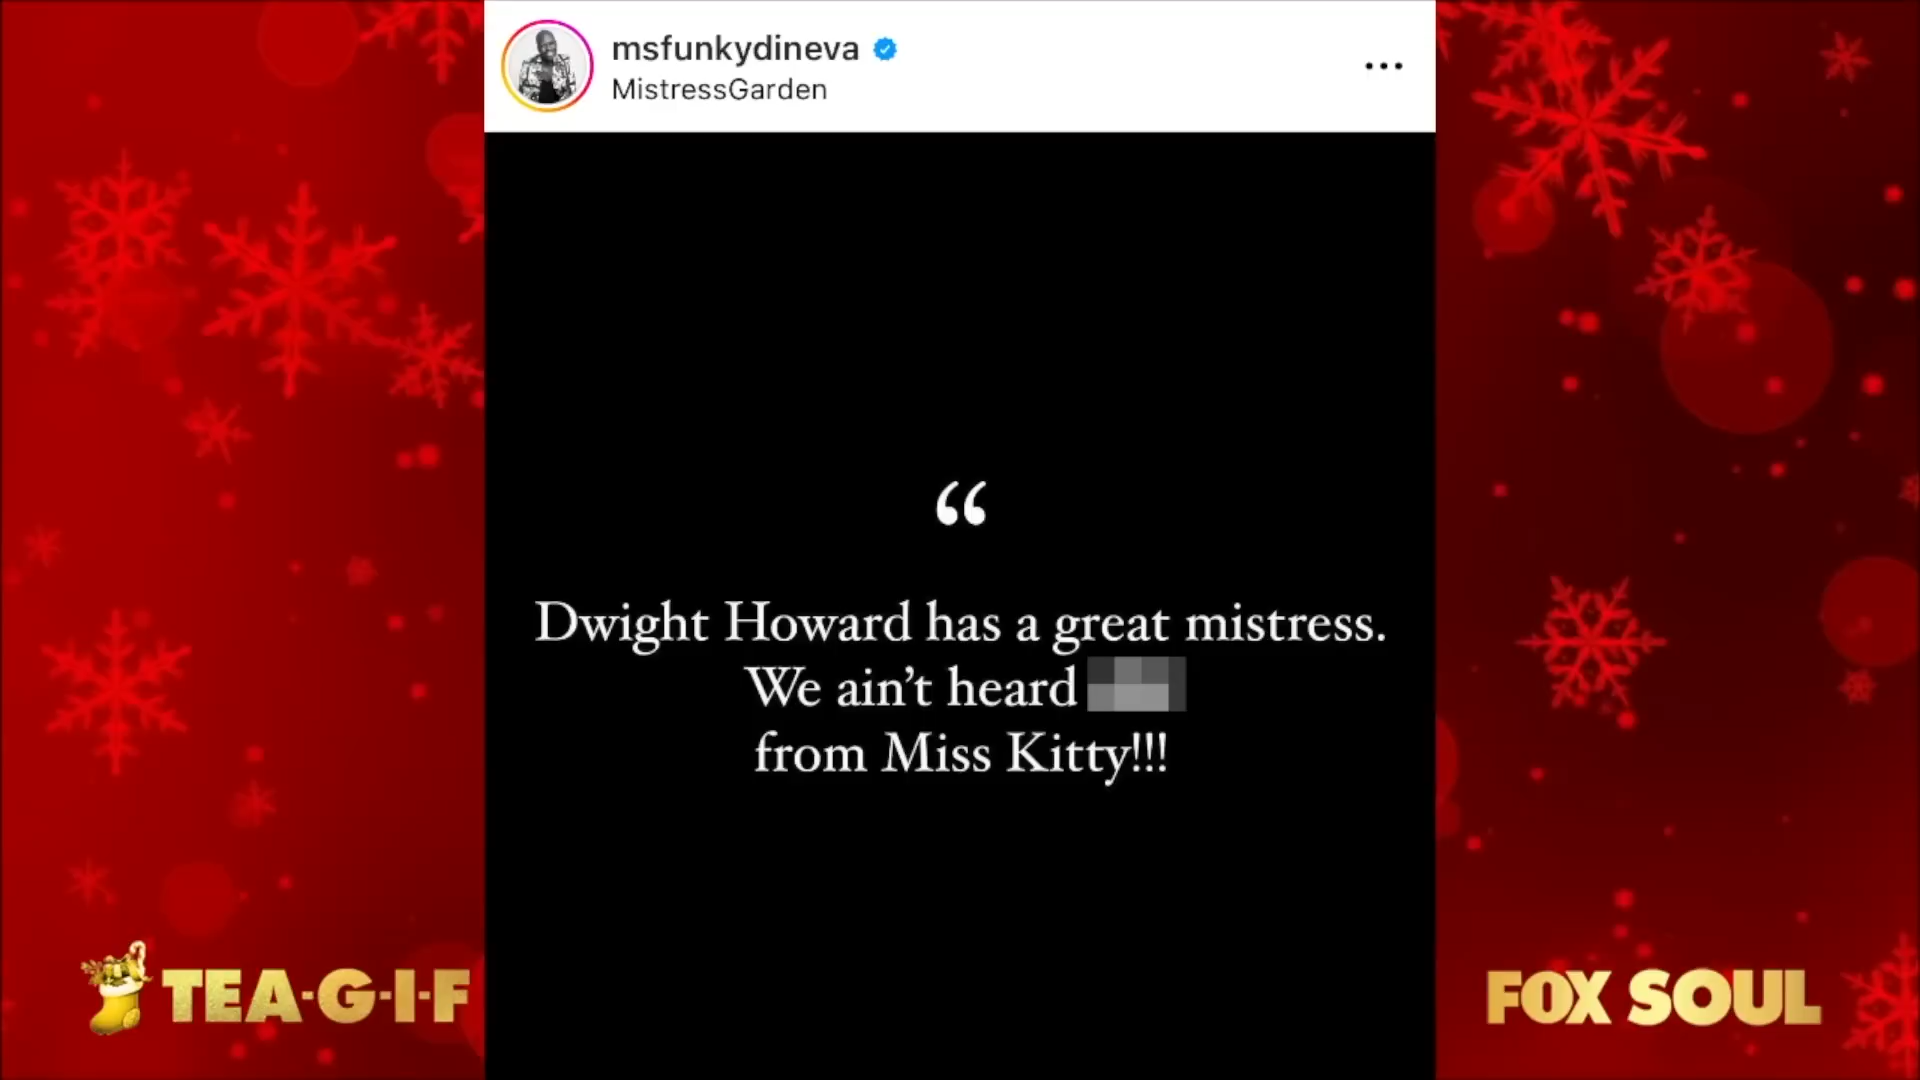 msfunkydineva
MistressGarden
“
Dwight Howard has a great mistress.
We ain’t heard
from Miss Kitty!!!
TEA-G-I-F
FOX SOUL